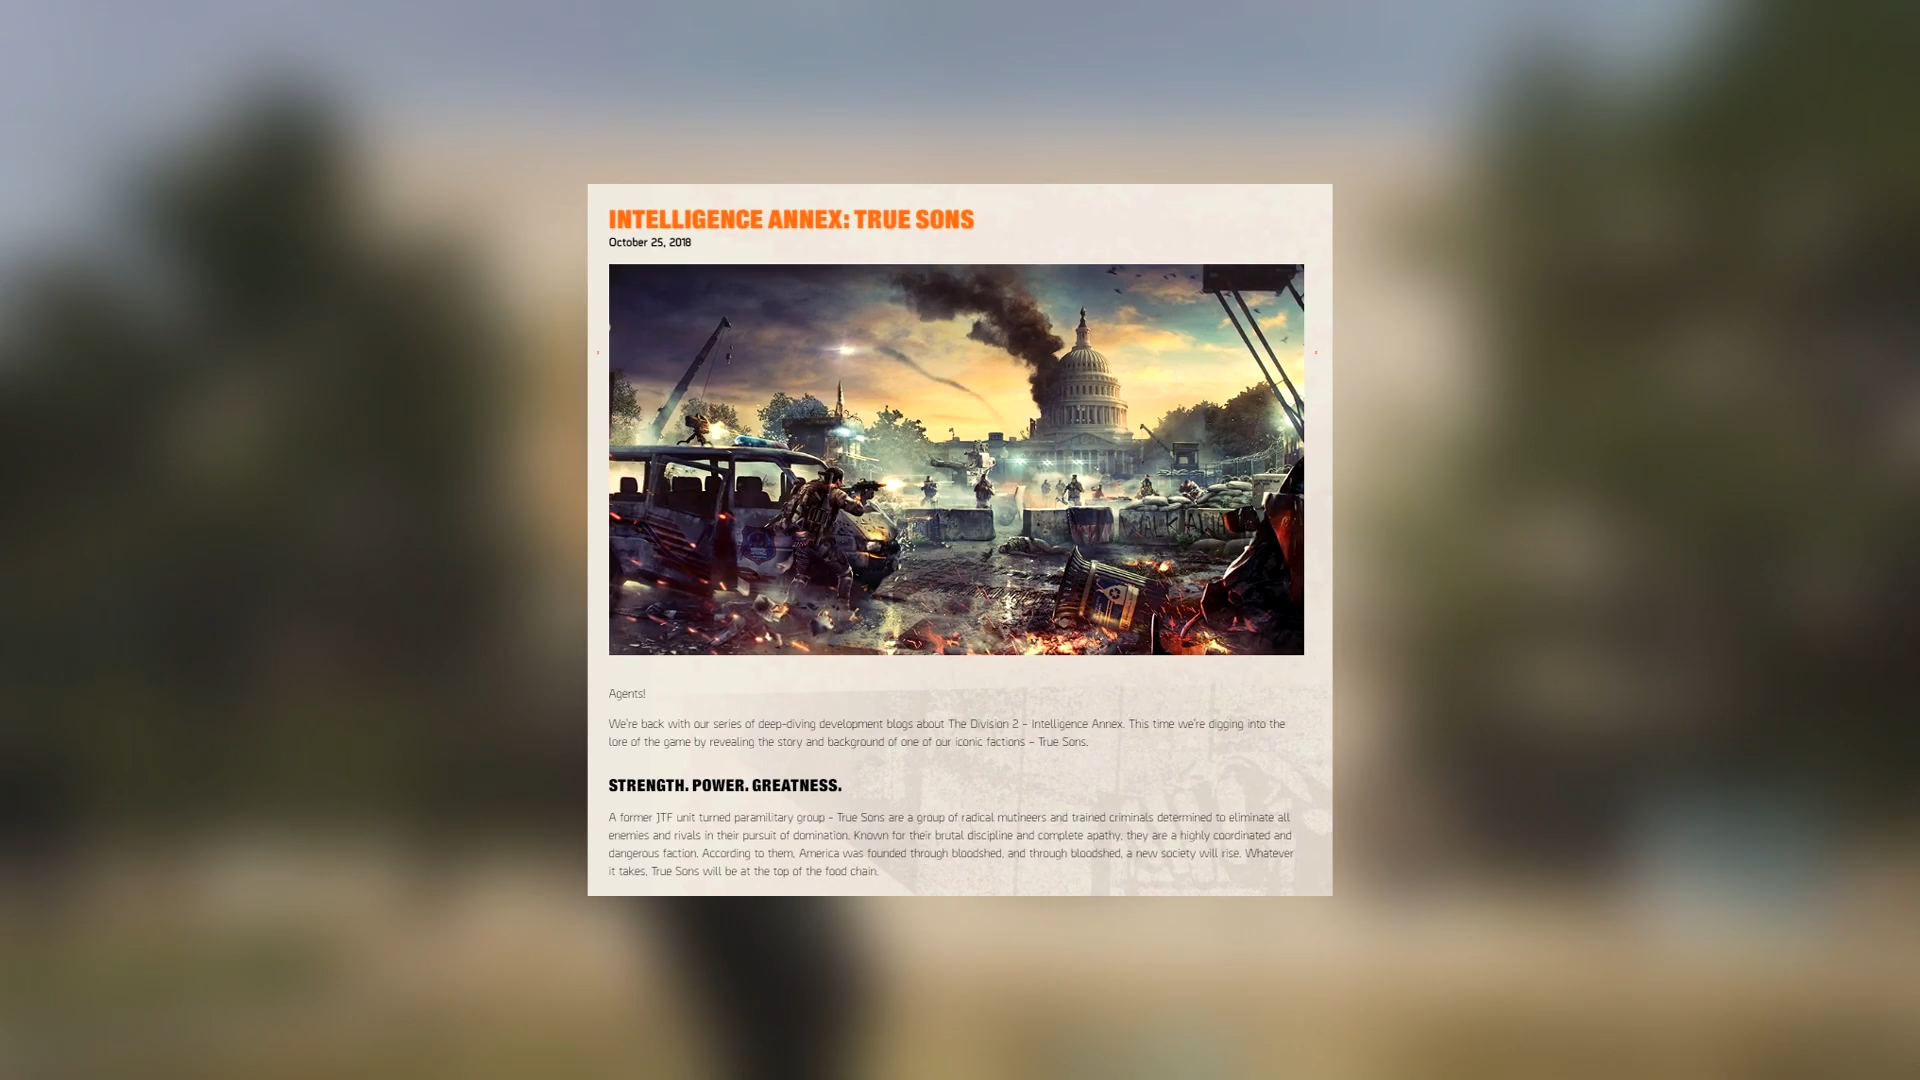 INTELLIGENCE ANNEX: TRUE SONS
October 25, 2018
Agents!
We're back with our series of deep-diving development blogs about The Division 2 - Intelligence Annex. This time we're digging into the
lore of the game by revealing the story and background of one of our iconic factions - True Sons.
STRENGTH. POWER. GREATNESS.
A former JTF unit turned paramilitary group - True Sons are a group of radical mutineers and trained criminals determined to eliminate all
enemies and rivals in their pursuit of domination. Known for their brutal discipline and complete apathy, they are a highly coordinated and
dangerous faction. According to them, America was founded through bloodshed, and through bloodshed, a new society will rise. Whatever
it takes, True Sons will be at the top of the food chain.